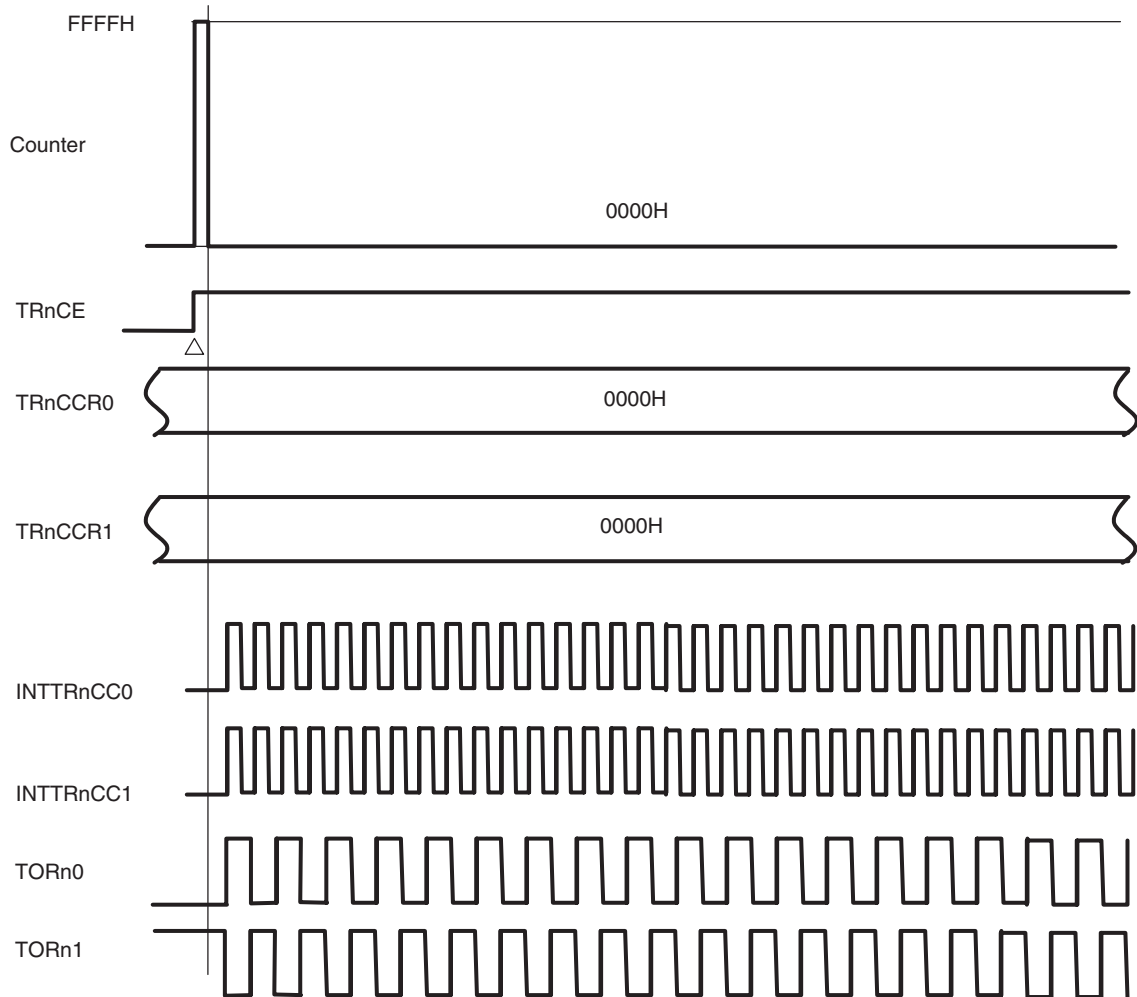 FFFFH
Counter
0000H
TRnCE
TRnCCR0
0000H
TRnCCR1
0000H
INTTRnCC0
INTTRnCC1
TORn0
TORn1